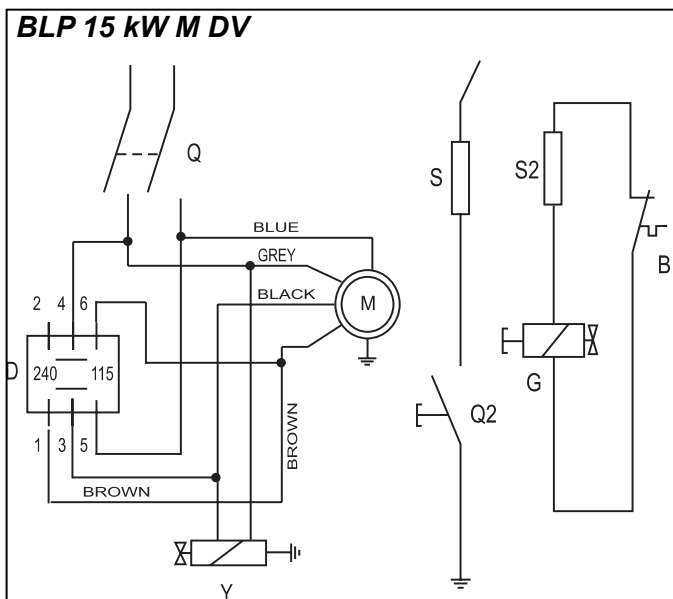 BLP 15 kW M DV
Q
S
S2
B
BLUE
GREY
BLACK
M
2 4 6
D
240 115
G
1 3 5
Q2
BROWN
BROWN
Y